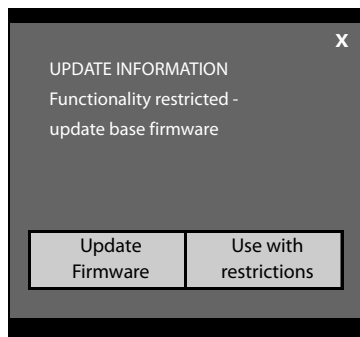 X
UPDATE INFORMATION
Functionality restricted -
update base firmware
Update
Firmware
Use with
restrictions